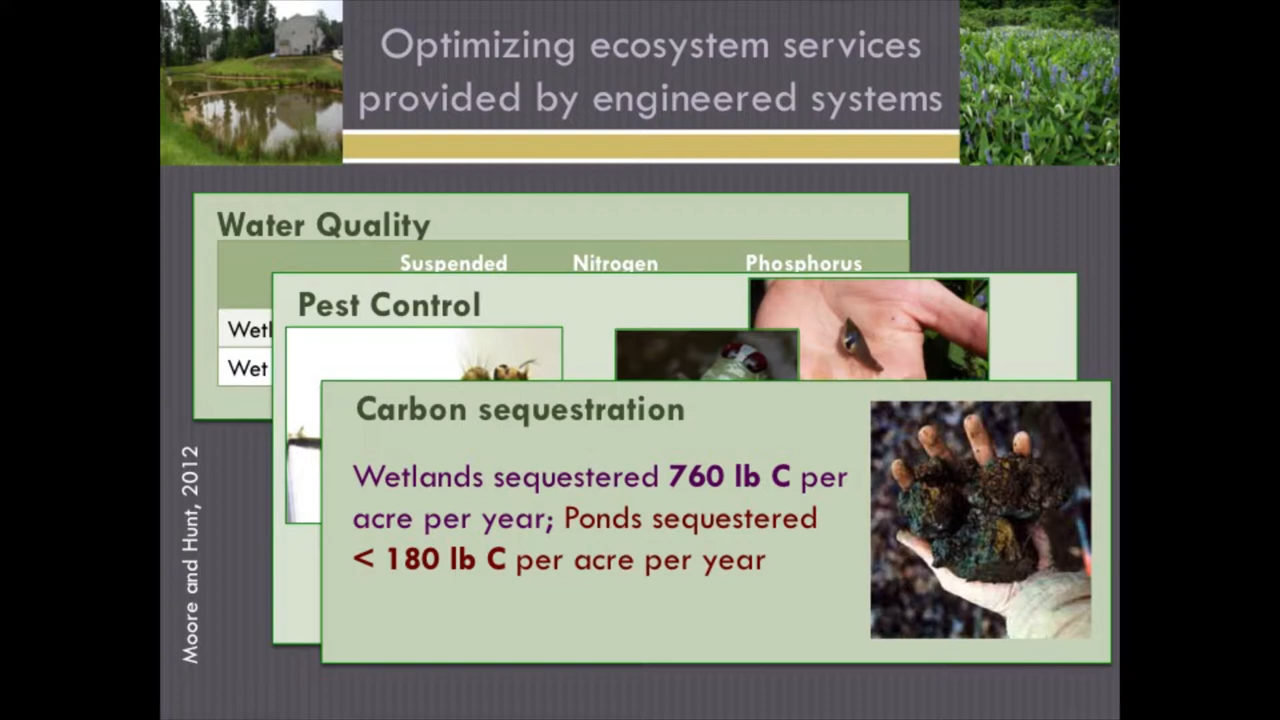 Optimizing ecosystem services
provided by engineered systems
Water Quality
Suspended Nitrogen Phosphorus
Pest Control
Wet
Carbon sequestration
Wetlands sequestered 760 lb C per
acre per year; Ponds sequestered
< 180 lb C per acre per year
Moore and Hunt, 2012